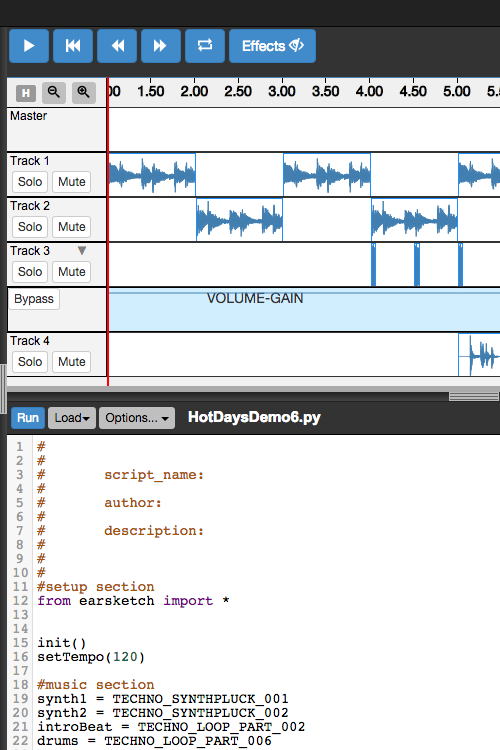 Effects
H
00 1.50 2.00 2.50 3.00 3.50 4.00 4.50 5.00 5.5
Master
Track 1
Solo Mute
Track 2
Solo Mute
Track 3
Solo Mute
Bypass
VOLUME-GAIN
Track 4
Solo Mute
Run Load Options... HotDaysDemo6.py
1 #
2 #
3 # script_name:
4 #
5 # author:
6 #
7 # description:
8 #
9 #
10 #
11 #setup section
12 from earsketch import *
13
14
15 init()
16 setTempo(120)
17
18 #music section
19 synth1 = TECHNO_SYNTHPLUCK_001
20 synth2 = TECHNO_SYNTHPLUCK_002
21 introBeat = TECHNO_LOOP_PART_002
22 drums = TECHNO_LOOP_PART_006